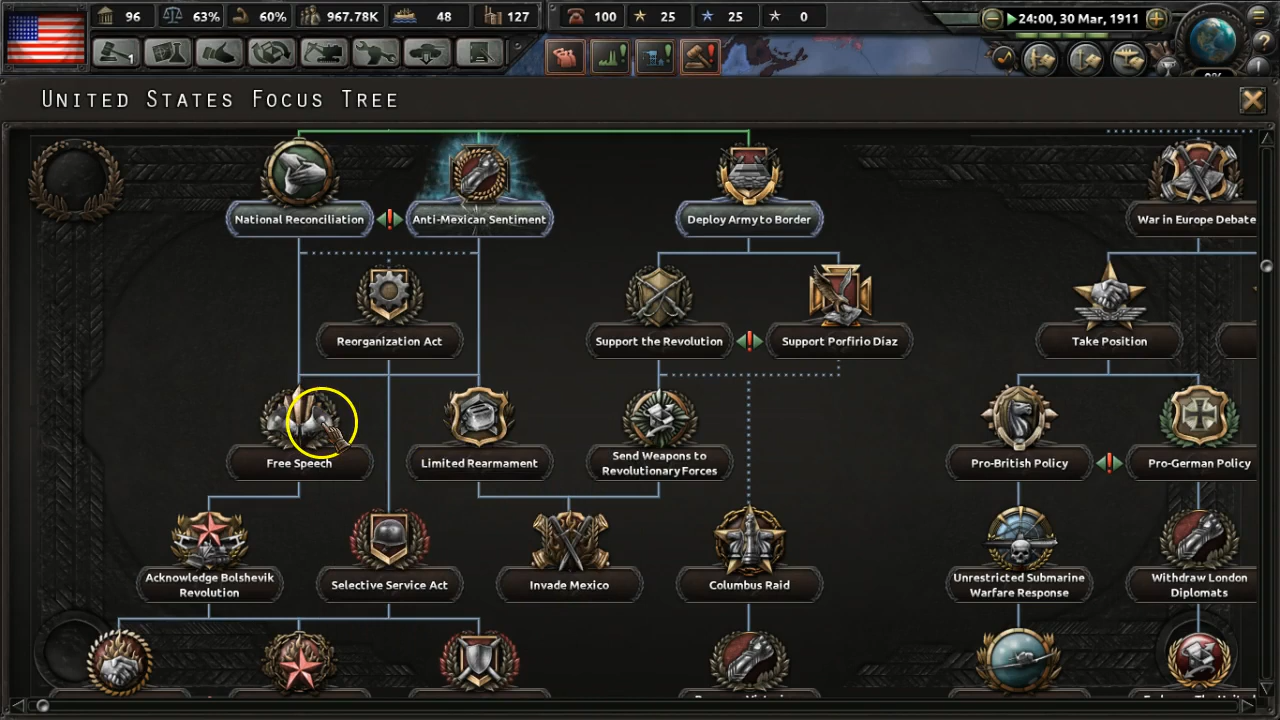 96 63% 60% 967.78K 48 127 100 25 25 0 24:00, 30 Mar, 1911
1
United States Focus Tree
National Reconciliation
Anti-Mexican Sentiment
Deploy Army to Border
War in Europe Debate
Reorganization Act
Support the Revolution
Support Porfirio Díaz
Take Position
Free Speech
Limited Rearmament
Send Weapons to
Revolutionary Forces
Pro-British Policy
Pro-German Policy
Acknowledge Bolshevik
Revolution
Selective Service Act
Invade Mexico
Columbus Raid
Unrestricted Submarine
Warfare Response
Withdraw London
Diplomats